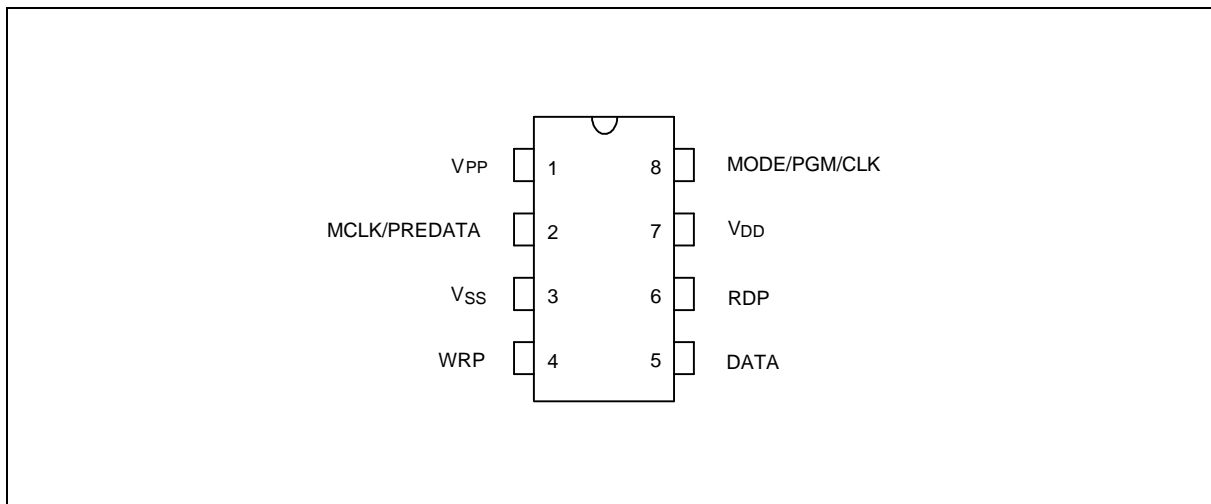 VPP 1 8 MODE/PGM/CLK
MCLK/PREDATA 2 7 VDD
VSS 3 6 RDP
WRP 4 5 DATA